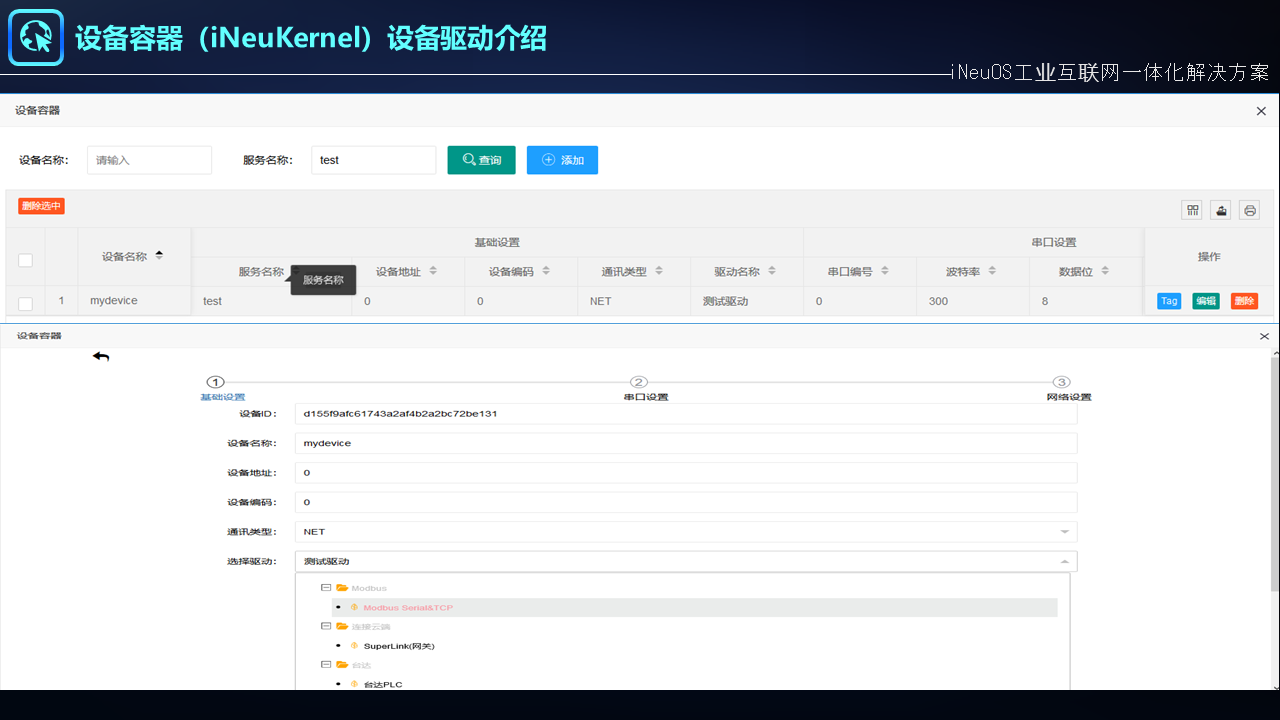 设备容器（iNeuKernel）设备驱动介绍
iNeuOS工业互联网一体化解决方案
设备容器
设备名称： 请输入 服务名称： test 查询 添加
删除选中
设备名称 基础设置 串口设置 操作
服务名称 设备地址 设备编码 通讯类型 驱动名称 串口编号 波特率 数据位
服务名称
1 mydevice test 0 0 NET 测试驱动 0 300 8 Tag 编辑 删除
设备容器
1 2 3
基础设置 串口设置 网络设置
设备ID： d155f9afc61743a2af4b2a2bc72be131
设备名称： mydevice
设备地址： 0
设备编码： 0
通讯类型： NET
选择驱动： 测试驱动
Modbus
Modbus Serial&TCP
连接云端
SuperLink(网关)
台达
台达PLC